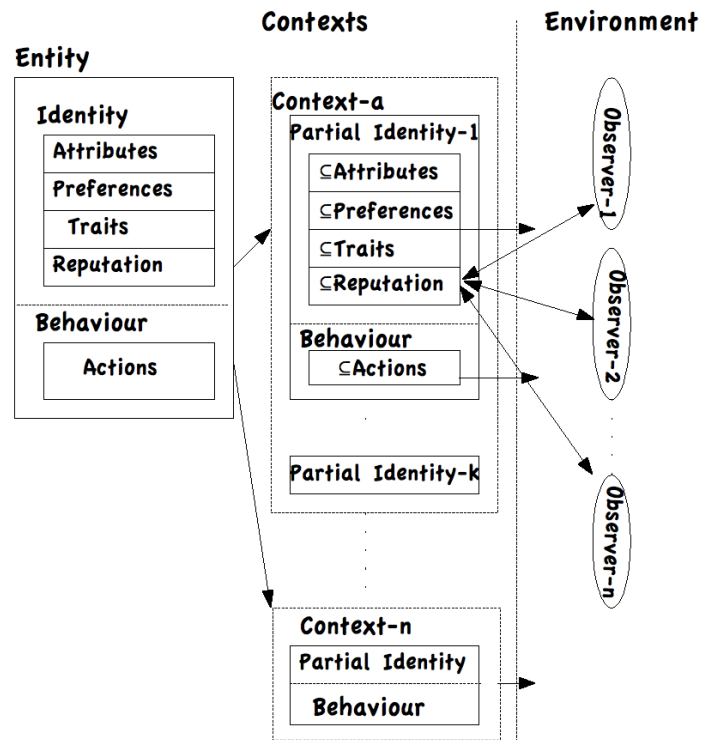 Contexts
Environment
Entity
Identity
Attributes
Preferences
Traits
Reputation
Behaviour
Actions
Context-a
Partial Identity-1
⊆Attributes
⊆Preferences
⊆Traits
⊆Reputation
Behaviour
⊆Actions
Partial Identity-k
Context-n
Partial Identity
Behaviour
Observer-1
Observer-2
Observer-n